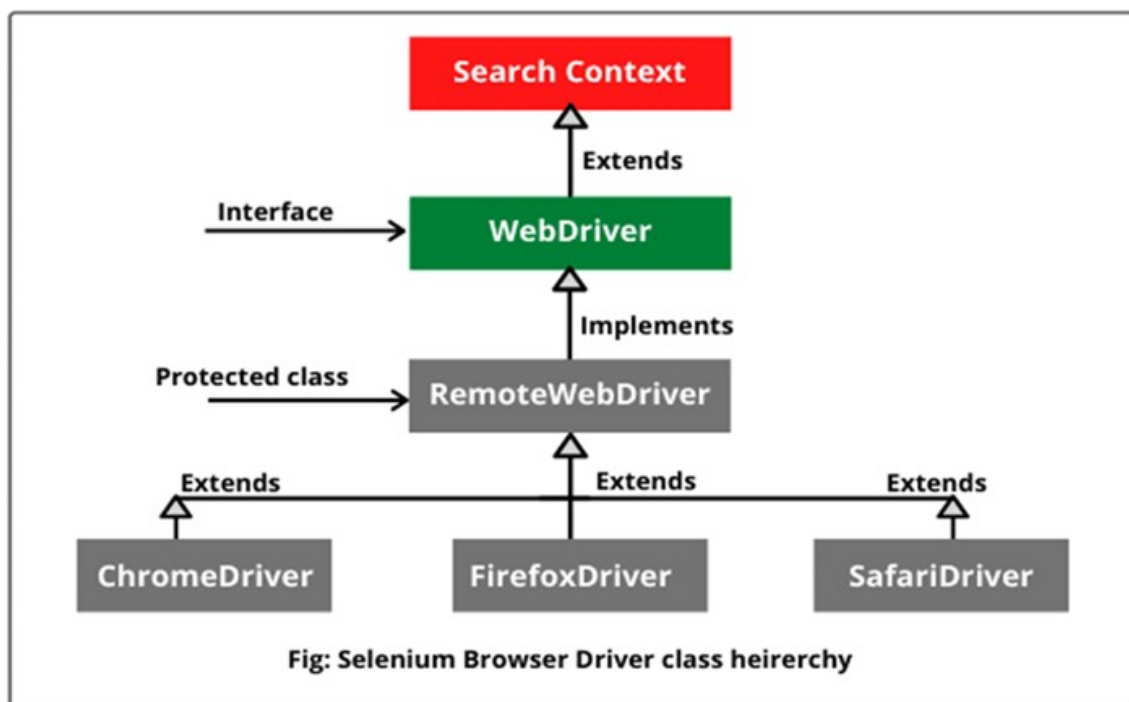 Search Context
Extends
Interface
WebDriver
Implements
Protected class
RemoteWebDriver
Extends
Extends
Extends
ChromeDriver
FirefoxDriver
SafariDriver
Fig: Selenium Browser Driver class heirerchy